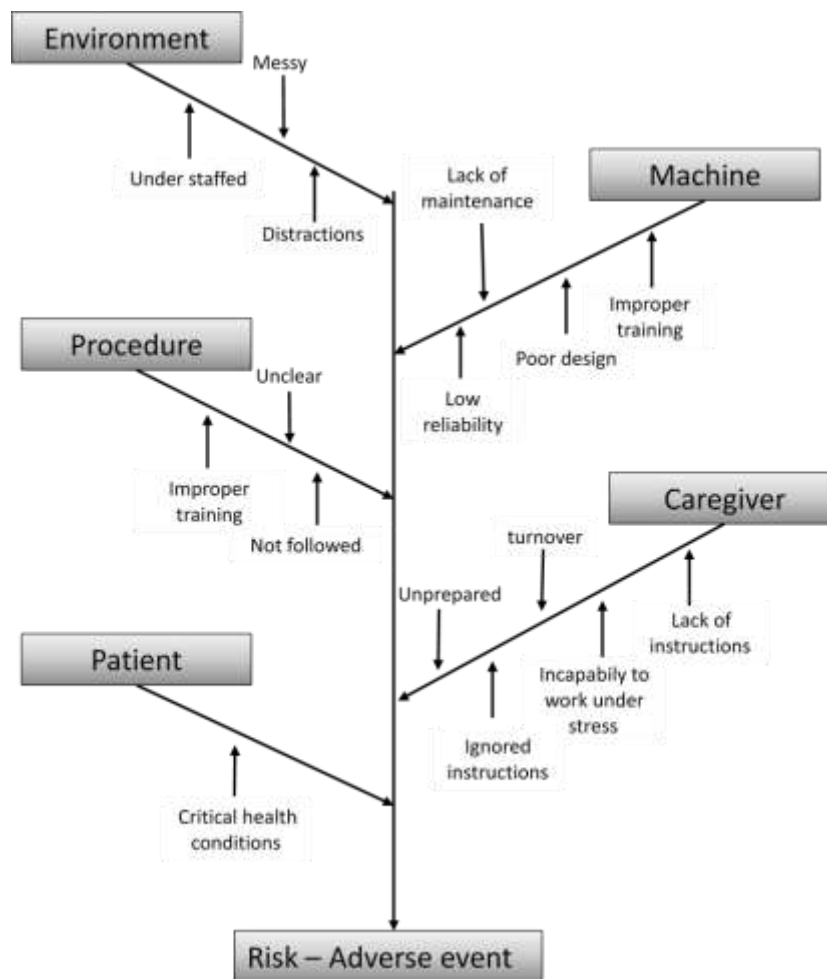 Environment
Messy
Under staffed
Distractions
Lack of
maintenance
Machine
Improper
training
Poor design
Low
reliability
Procedure
Unclear
Improper
training
Not followed
Caregiver
turnover
Unprepared
Lack of
instructions
Incapabily to
work under
stress
Ignored
instructions
Patient
Critical health
conditions
Risk – Adverse event